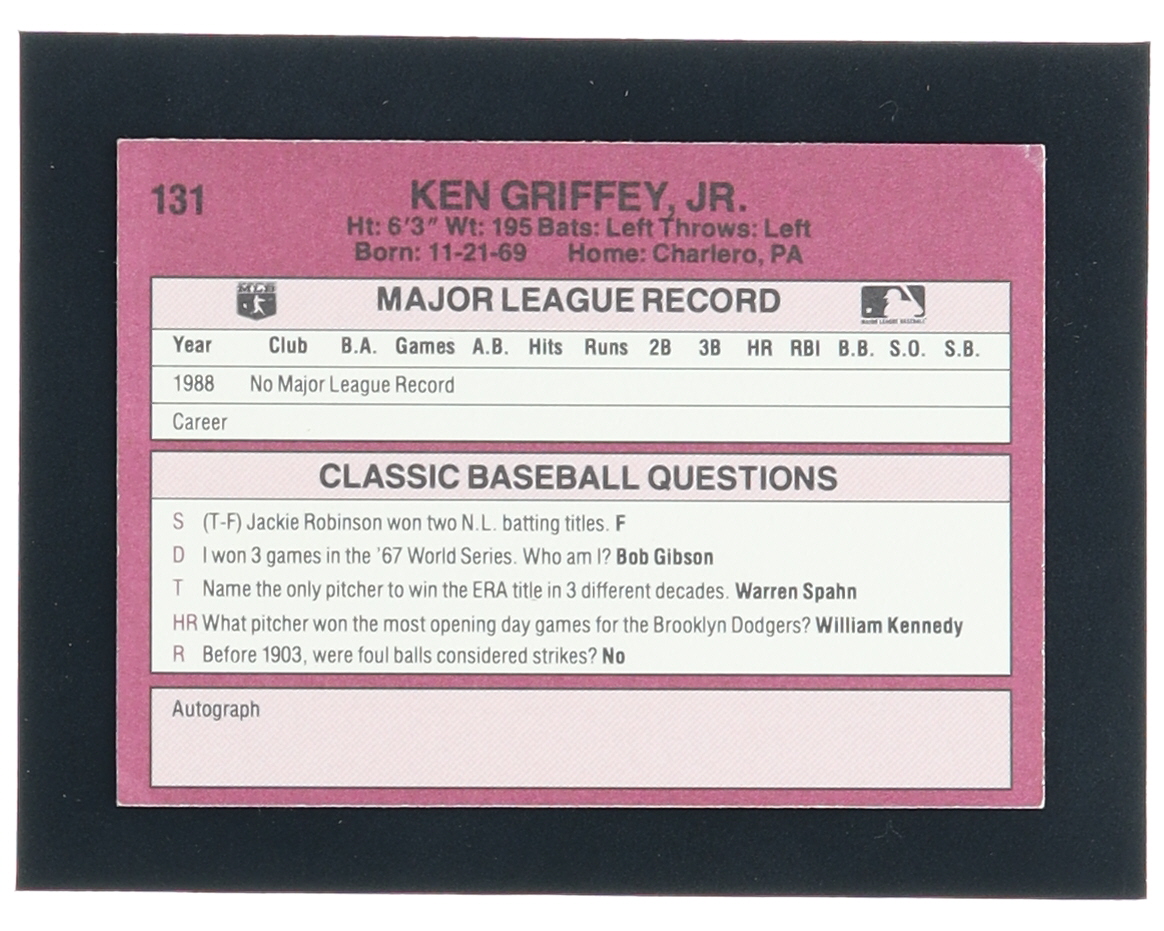 131
KEN GRIFFEY, JR.
Ht: 6'3" Wt: 195 Bats: Left Throws: Left
Born: 11-21-69 Home: Charlero, PA
MLB
MAJOR LEAGUE RECORD
MAJOR LEAGUE BASEBALL
Year Club B.A. Games A.B. Hits Runs 2B 3B HR RBI B.B. S.O. S.B.
1988 No Major League Record
Career
CLASSIC BASEBALL QUESTIONS
S (T-F) Jackie Robinson won two N.L. batting titles. F
D I won 3 games in the '67 World Series. Who am I? Bob Gibson
T Name the only pitcher to win the ERA title in 3 different decades. Warren Spahn
HR What pitcher won the most opening day games for the Brooklyn Dodgers? William Kennedy
R Before 1903, were foul balls considered strikes? No
Autograph